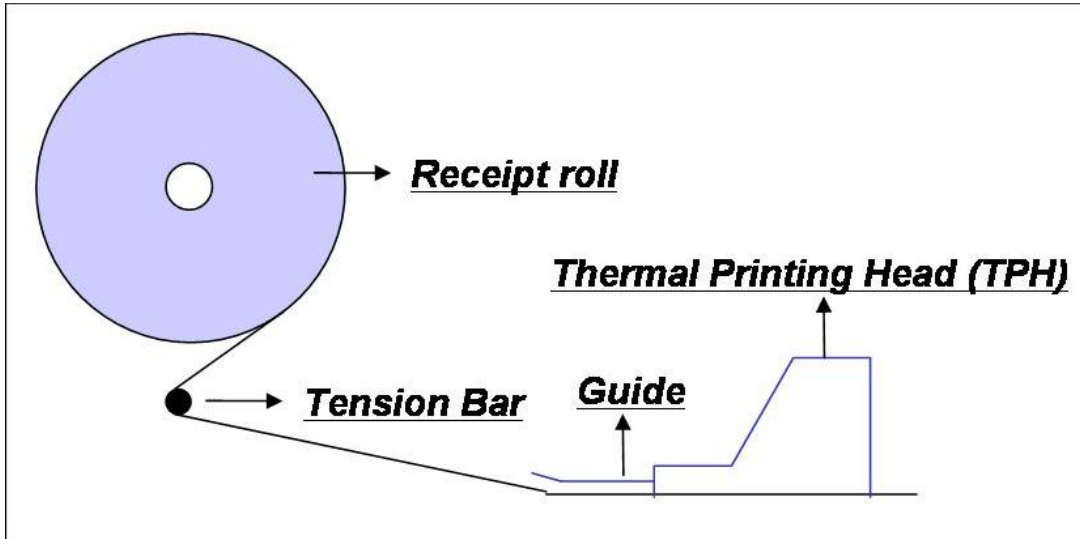 Receipt roll
Thermal Printing Head (TPH)
Tension Bar
Guide